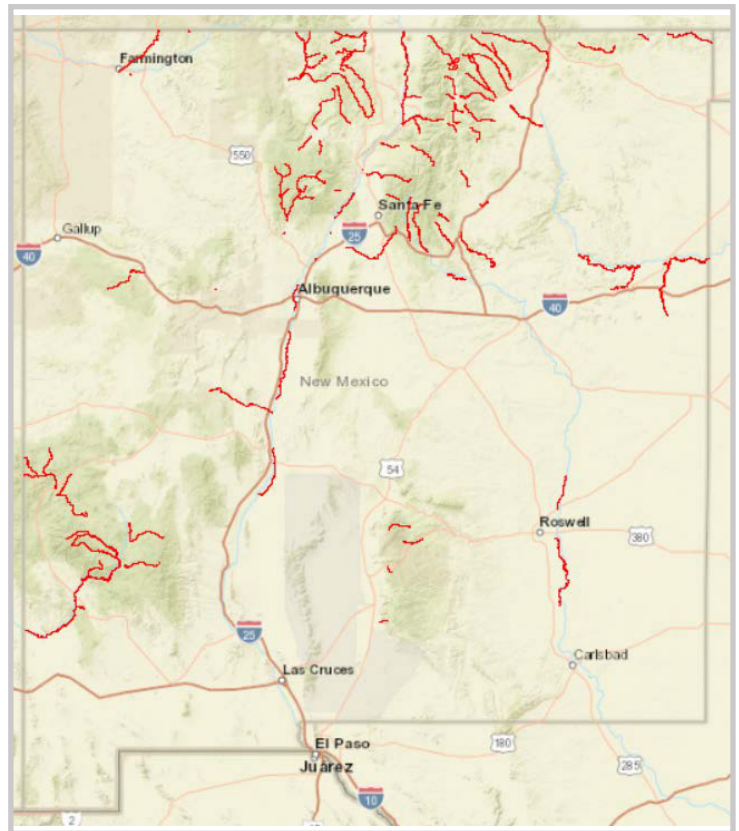 Farmington
550
Santa Fe
Gallup
25
40
Albuquerque
40
New Mexico
54
Roswell
380
25
Carlsbad
Las Cruces
El Paso
180
Juárez
285
10
2